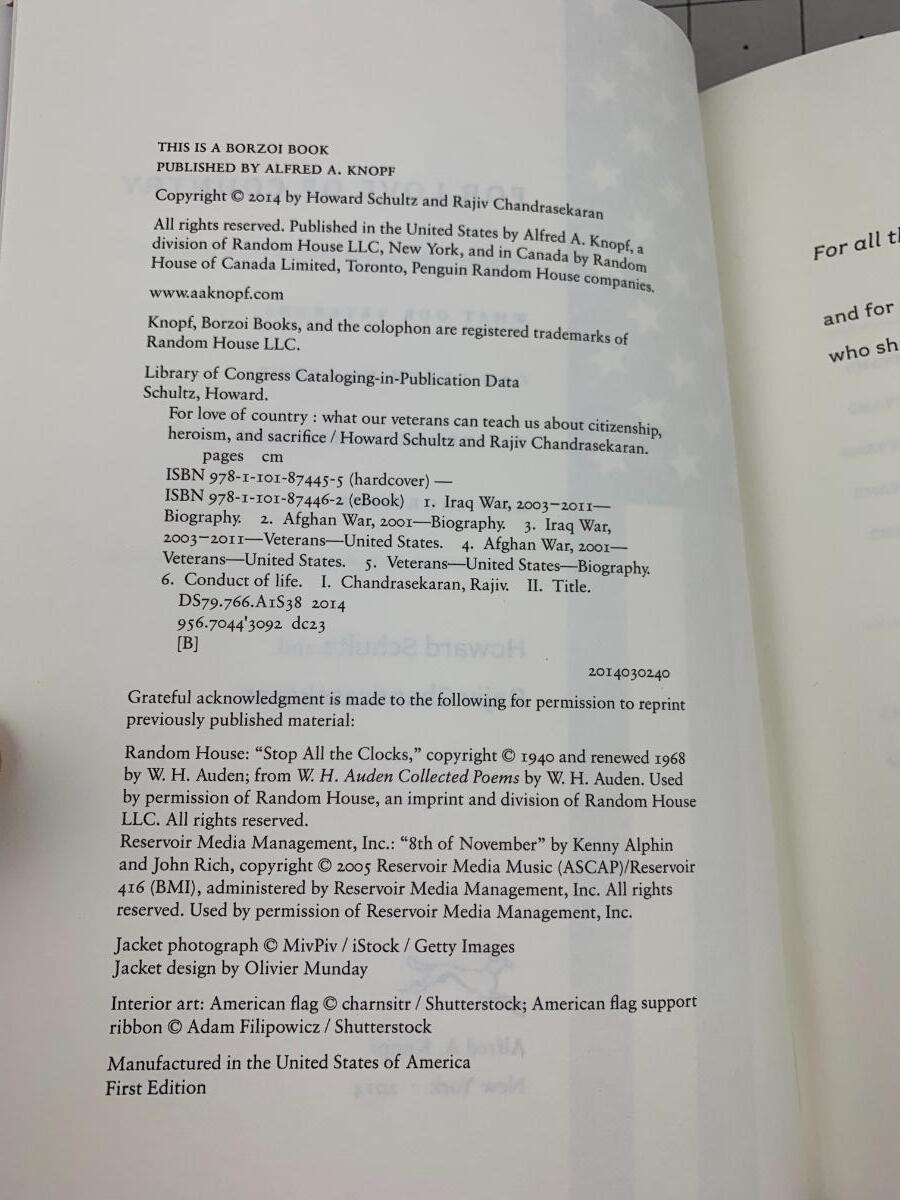 THIS IS A BORZOI BOOK
PUBLISHED BY ALFRED A. KNOPF
Copyright © 2014 by Howard Schultz and Rajiv Chandrasekaran
All rights reserved. Published in the United States by Alfred A. Knopf, a
division of Random House LLC, New York, and in Canada by Random
House of Canada Limited, Toronto, Penguin Random House companies.
www.aaknopf.com
Knopf, Borzoi Books, and the colophon are registered trademarks of
Random House LLC.
Library of Congress Cataloging-in-Publication Data
Schultz, Howard.
For love of country : what our veterans can teach us about citizenship,
heroism, and sacrifice / Howard Schultz and Rajiv Chandrasekaran.
pages cm
ISBN 978-1-101-87445-5 (hardcover) —
ISBN 978-1-101-87446-2 (eBook) 1. Iraq War, 2003–2011—
Biography. 2. Afghan War, 2001—Biography. 3. Iraq War,
2003–2011—Veterans—United States. 4. Afghan War, 2001—
Veterans—United States. 5. Veterans—United States—Biography.
6. Conduct of life. I. Chandrasekaran, Rajiv. II. Title.
DS79.766.A1S38 2014
956.7044'3092 dc23
[B]
2014030240
Grateful acknowledgment is made to the following for permission to reprint
previously published material:
Random House: “Stop All the Clocks,” copyright © 1940 and renewed 1968
by W. H. Auden; from W. H. Auden Collected Poems by W. H. Auden. Used
by permission of Random House, an imprint and division of Random House
LLC. All rights reserved.
Reservoir Media Management, Inc.: “8th of November” by Kenny Alphin
and John Rich, copyright © 2005 Reservoir Media Music (ASCAP)/Reservoir
416 (BMI), administered by Reservoir Media Management, Inc. All rights
reserved. Used by permission of Reservoir Media Management, Inc.
Jacket photograph © MivPiv / iStock / Getty Images
Jacket design by Olivier Munday
Interior art: American flag © charnsitr / Shutterstock; American flag support
ribbon © Adam Filipowicz / Shutterstock
Manufactured in the United States of America
First Edition
For all th
and for
who sh